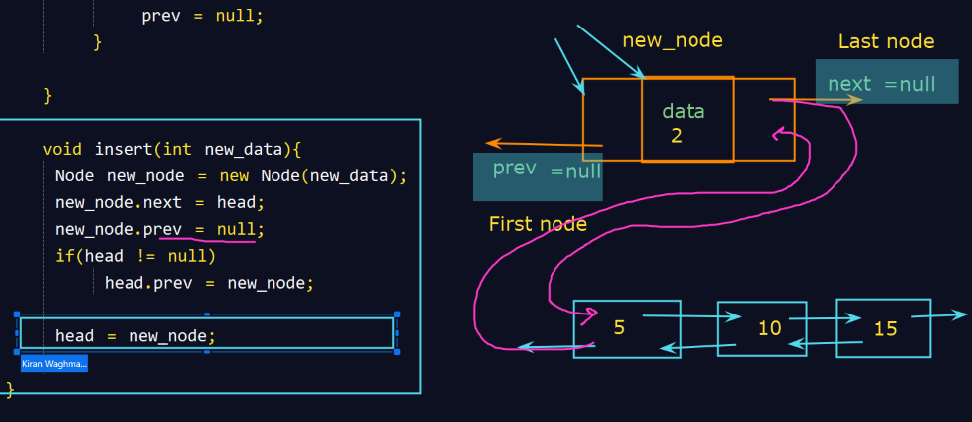 prev = null;
}
}
void insert(int new_data){
Node new_node = new Node(new_data);
new_node.next = head;
new_node.prev = null;
if(head != null)
head.prev = new_node;
head = new_node;
Kiran Waghma...
}
new_node
Last node
next =null
data
2
prev =null
First node
5
10
15